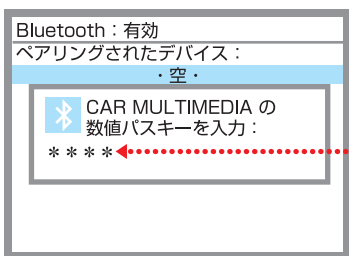 Bluetooth：有効
ペアリングされたデバイス：
・空・
CAR MULTIMEDIA の
数値パスキーを入力：
＊＊＊＊